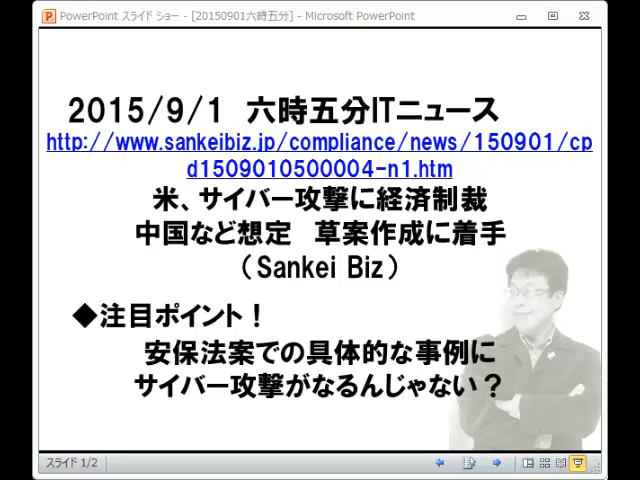 PowerPoint スライド ショー - [20150901六時五分] - Microsoft PowerPoint
2015/9/1　六時五分ITニュース
http://www.sankeibiz.jp/compliance/news/150901/cp
d1509010500004-n1.htm
米、サイバー攻撃に経済制裁
中国など想定　草案作成に着手
（Sankei Biz）
◆注目ポイント！
安保法案での具体的な事例に
サイバー攻撃がなるんじゃない？
スライド 1/2